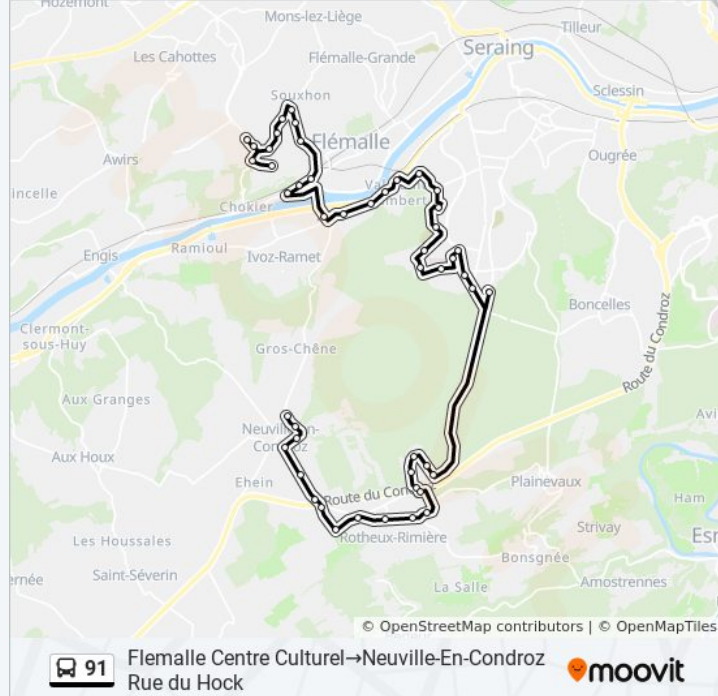 Hozémont
Mons-lez-Liège
Tilleur
Les Cahottes
Flémalle-Grande
Seraing
Sclessin
Souxhon
Flémalle
Awirs
Ougrée
Chokier
Engis
Ramioul
Ivoz-Ramet
Boncelles
Clermont-
sous-Huy
Gros-Chêne
Route du Condroz
Aux Granges
Aux Houx
Ehein
Route du
Plainevaux
Ham
Les Houssales
Rotheux-Rimière
Strivay
Bonsgnée
Saint-Séverin
La Salle
Amostrennes
© OpenStreetMap contributors | © OpenMapTiles
91
Flemalle Centre Culturel→Neuville-En-Condroz
Rue du Hock
moovit